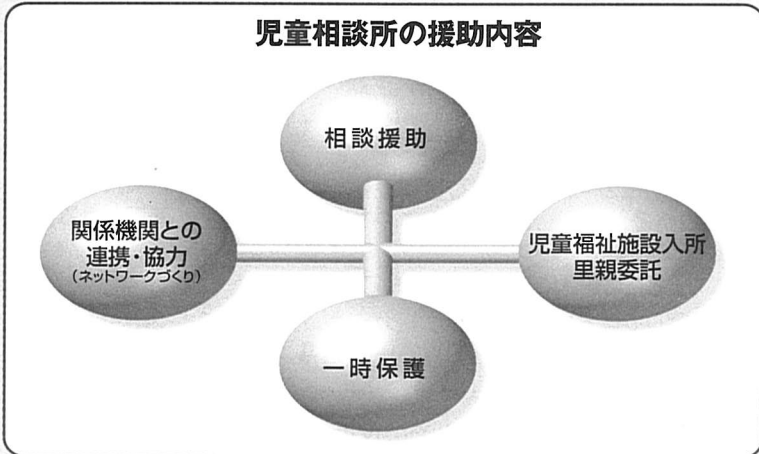 児童相談所の援助内容
相談援助
関係機関との
連携・協力
(ネットワークづくり)
児童福祉施設入所
里親委託
一時保護